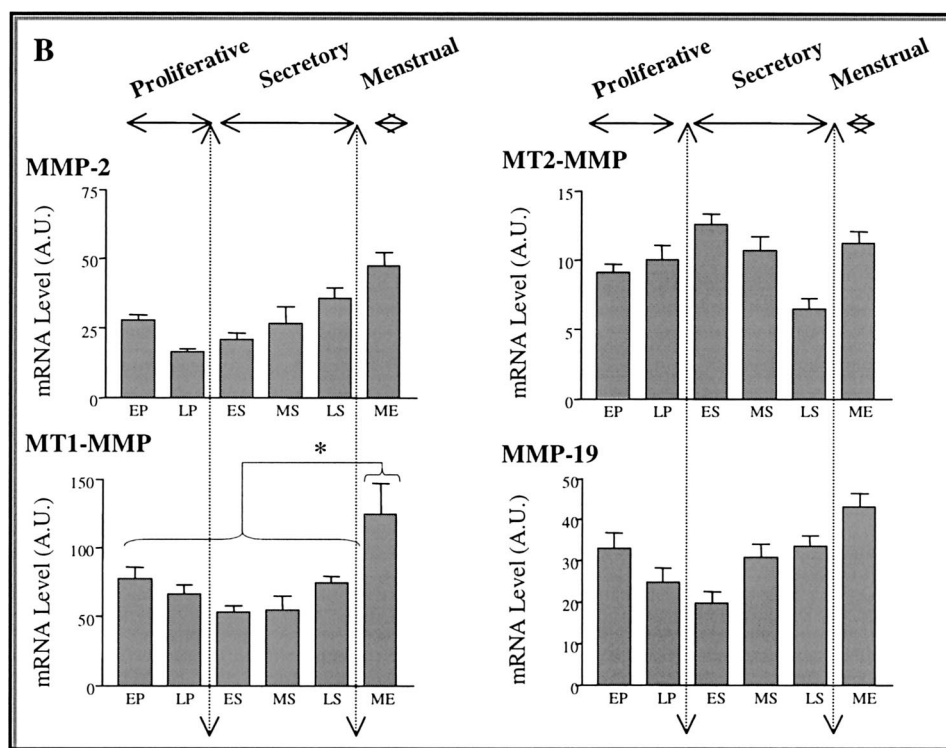 B
Proliferative Secretory Menstrual
Proliferative Secretory Menstrual
MMP-2
mRNA Level (A.U.)
75
50
25
0
EP LP ES MS LS ME
MT2-MMP
mRNA Level (A.U.)
15
10
5
0
EP LP ES MS LS ME
MT1-MMP
*
mRNA Level (A.U.)
150
100
50
0
EP LP ES MS LS ME
MMP-19
mRNA Level (A.U.)
50
40
30
20
10
0
EP LP ES MS LS ME